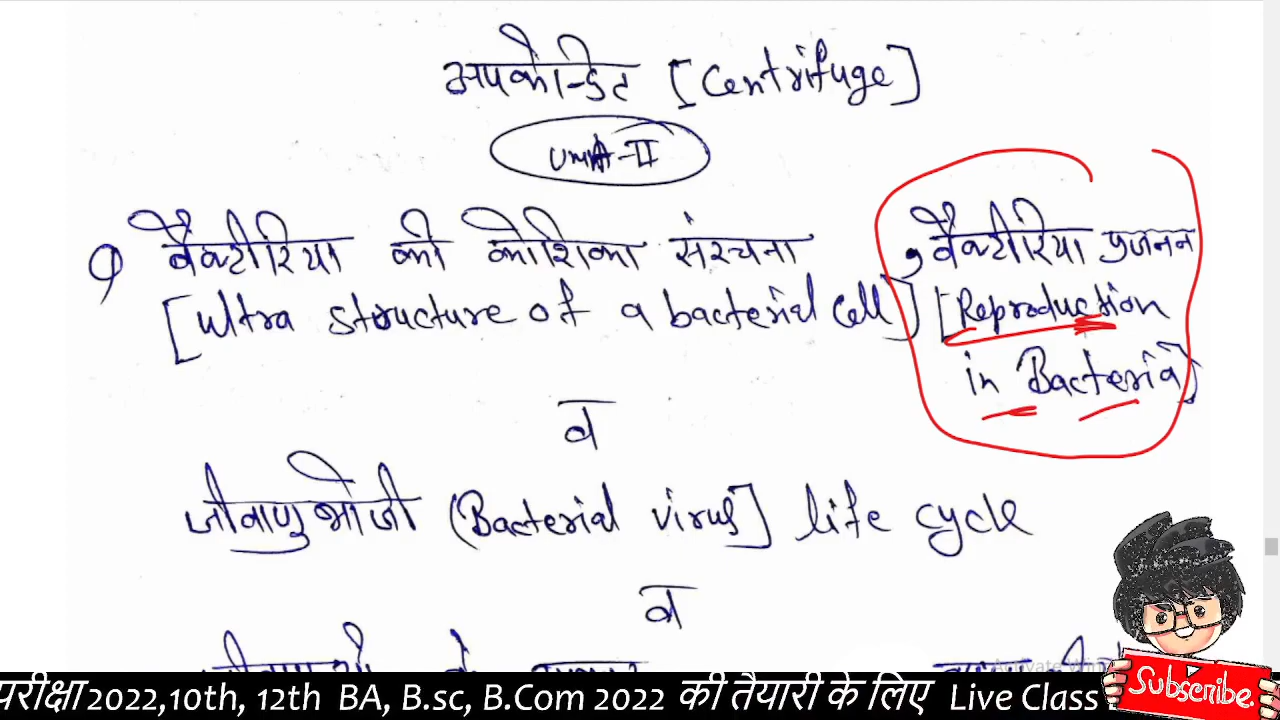 अपकेन्द्रित [Centrifuge]
Unit-II
Q बैक्टीरिया की कोशिका संरचना , बैक्टीरिया प्रजनन
[Ultra structure of a bacterial cell] [Reproduction
in Bacteria]
व
जीवाणुभोजी (Bacterial virus] life cycle
व
परीक्षा 2022,10th, 12th BA, B.sc, B.Com 2022 की तैयारी के लिए Live Class
Subscribe.